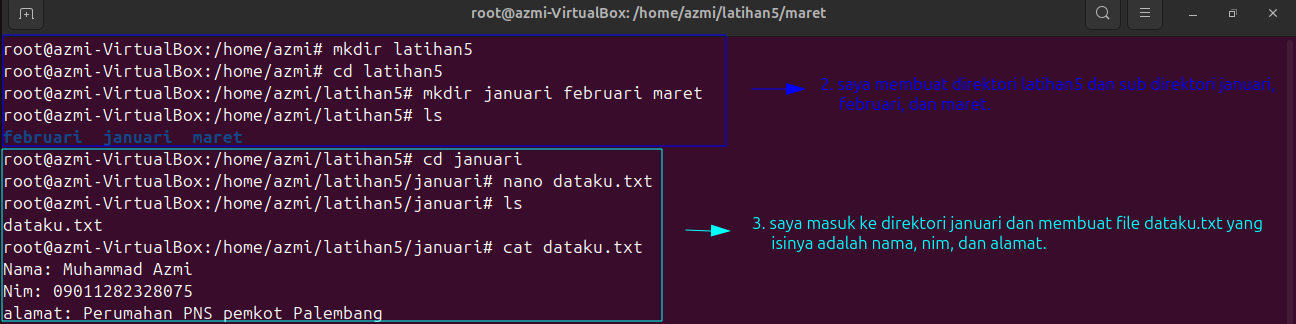 root@azmi-VirtualBox: /home/azmi/latihan5/maret
root@azmi-VirtualBox:/home/azmi# mkdir latihan5
root@azmi-VirtualBox:/home/azmi# cd latihan5
root@azmi-VirtualBox:/home/azmi/latihan5# mkdir januari februari maret
root@azmi-VirtualBox:/home/azmi/latihan5# ls
februari januari maret
2. saya membuat direktori latihan5 dan sub direktori januari,
februari, dan maret.
root@azmi-VirtualBox:/home/azmi/latihan5# cd januari
root@azmi-VirtualBox:/home/azmi/latihan5/januari# nano dataku.txt
root@azmi-VirtualBox:/home/azmi/latihan5/januari# ls
dataku.txt
root@azmi-VirtualBox:/home/azmi/latihan5/januari# cat dataku.txt
Nama: Muhammad Azmi
Nim: 09011282328075
alamat: Perumahan PNS pemkot Palembang
3. saya masuk ke direktori januari dan membuat file dataku.txt yang
isinya adalah nama, nim, dan alamat.